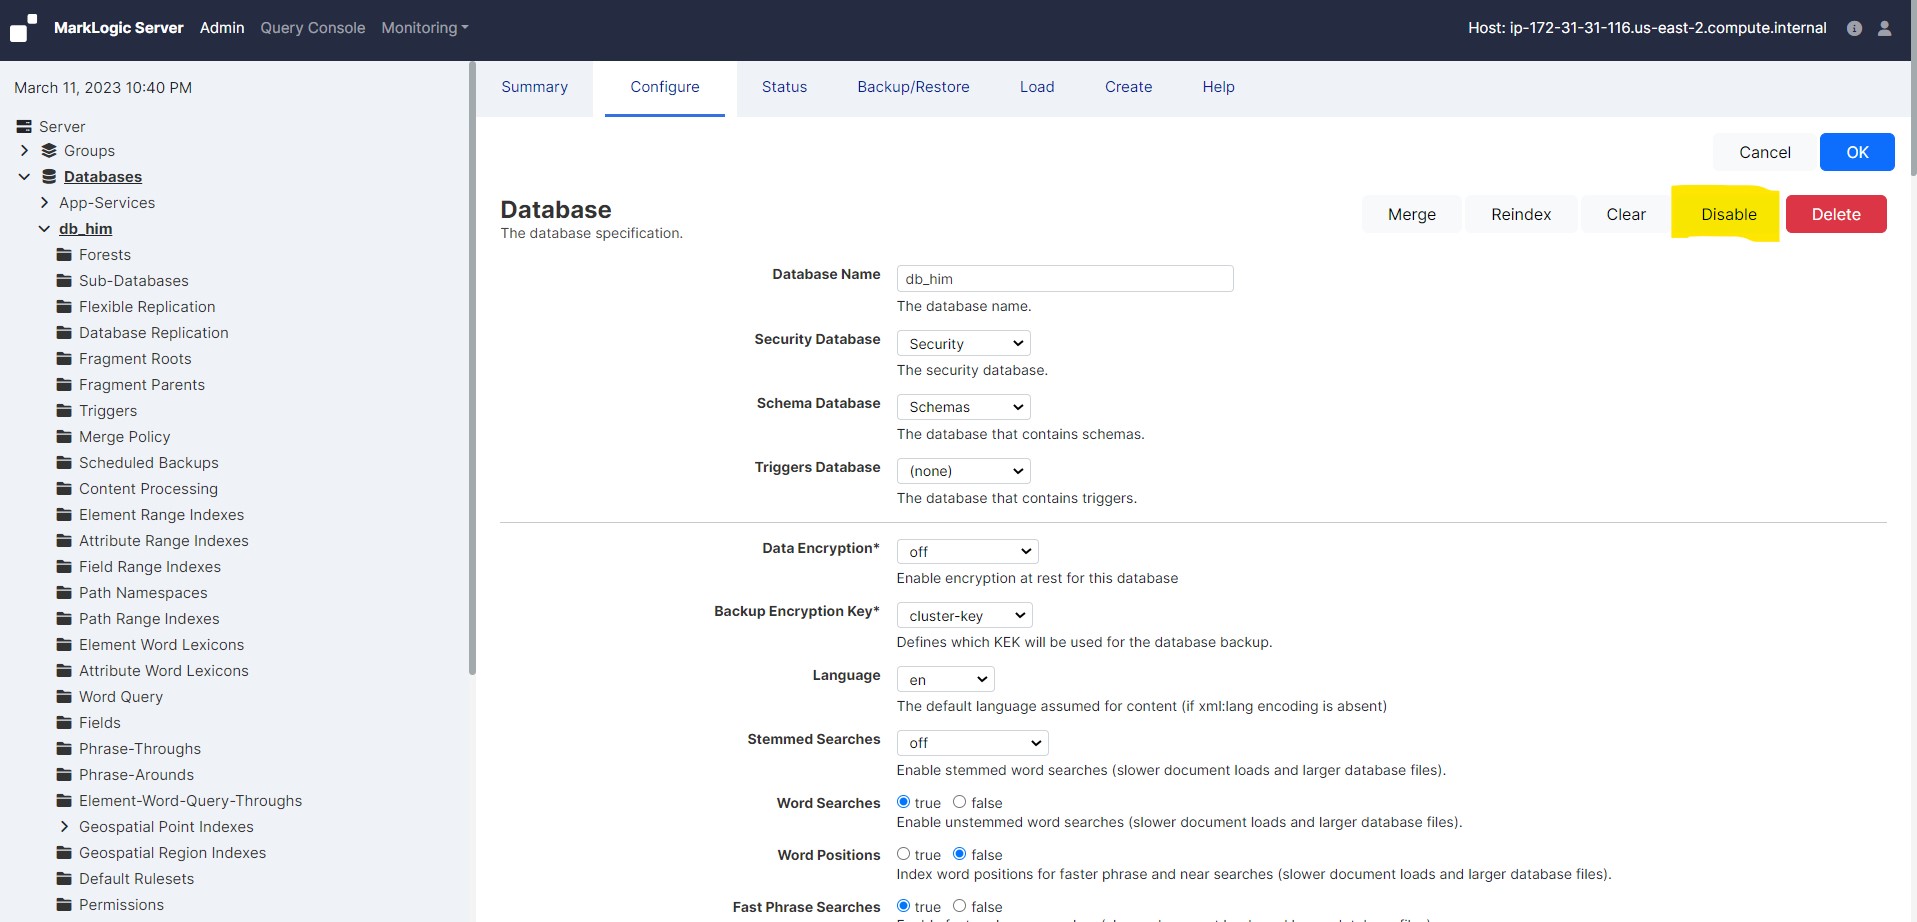 MarkLogic Server Admin Query Console Monitoring Host: ip-172-31-31-116.us-east-2.compute.internal
March 11, 2023 10:40 PM
Server
Groups
Databases
App-Services
db_him
Forests
Sub-Databases
Flexible Replication
Database Replication
Fragment Roots
Fragment Parents
Triggers
Merge Policy
Scheduled Backups
Content Processing
Element Range Indexes
Attribute Range Indexes
Field Range Indexes
Path Namespaces
Path Range Indexes
Element Word Lexicons
Attribute Word Lexicons
Word Query
Fields
Phrase-Throughs
Phrase-Arounds
Element-Word-Query-Throughs
Geospatial Point Indexes
Geospatial Region Indexes
Default Rulesets
Permissions
Summary Configure Status Backup/Restore Load Create Help
Cancel OK
Database
The database specification.
Merge Reindex Clear Disable Delete
Database Name db_him
The database name.
Security Database Security
The security database.
Schema Database Schemas
The database that contains schemas.
Triggers Database (none)
The database that contains triggers.
Data Encryption* off
Enable encryption at rest for this database
Backup Encryption Key* cluster-key
Defines which KEK will be used for the database backup.
Language en
The default language assumed for content (if xml:lang encoding is absent)
Stemmed Searches off
Enable stemmed word searches (slower document loads and larger database files).
Word Searches true false
Enable unstemmed word searches (slower document loads and larger database files).
Word Positions true false
Index word positions for faster phrase and near searches (slower document loads and larger database files).
Fast Phrase Searches true false